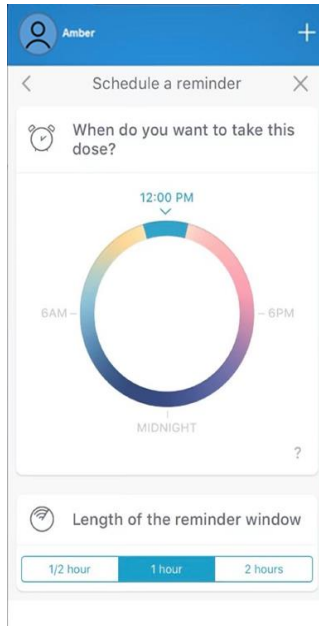 Amber
Schedule a reminder
When do you want to take this
dose?
12:00 PM
6AM
6PM
MIDNIGHT
?
Length of the reminder window
1/2 hour 1 hour 2 hours